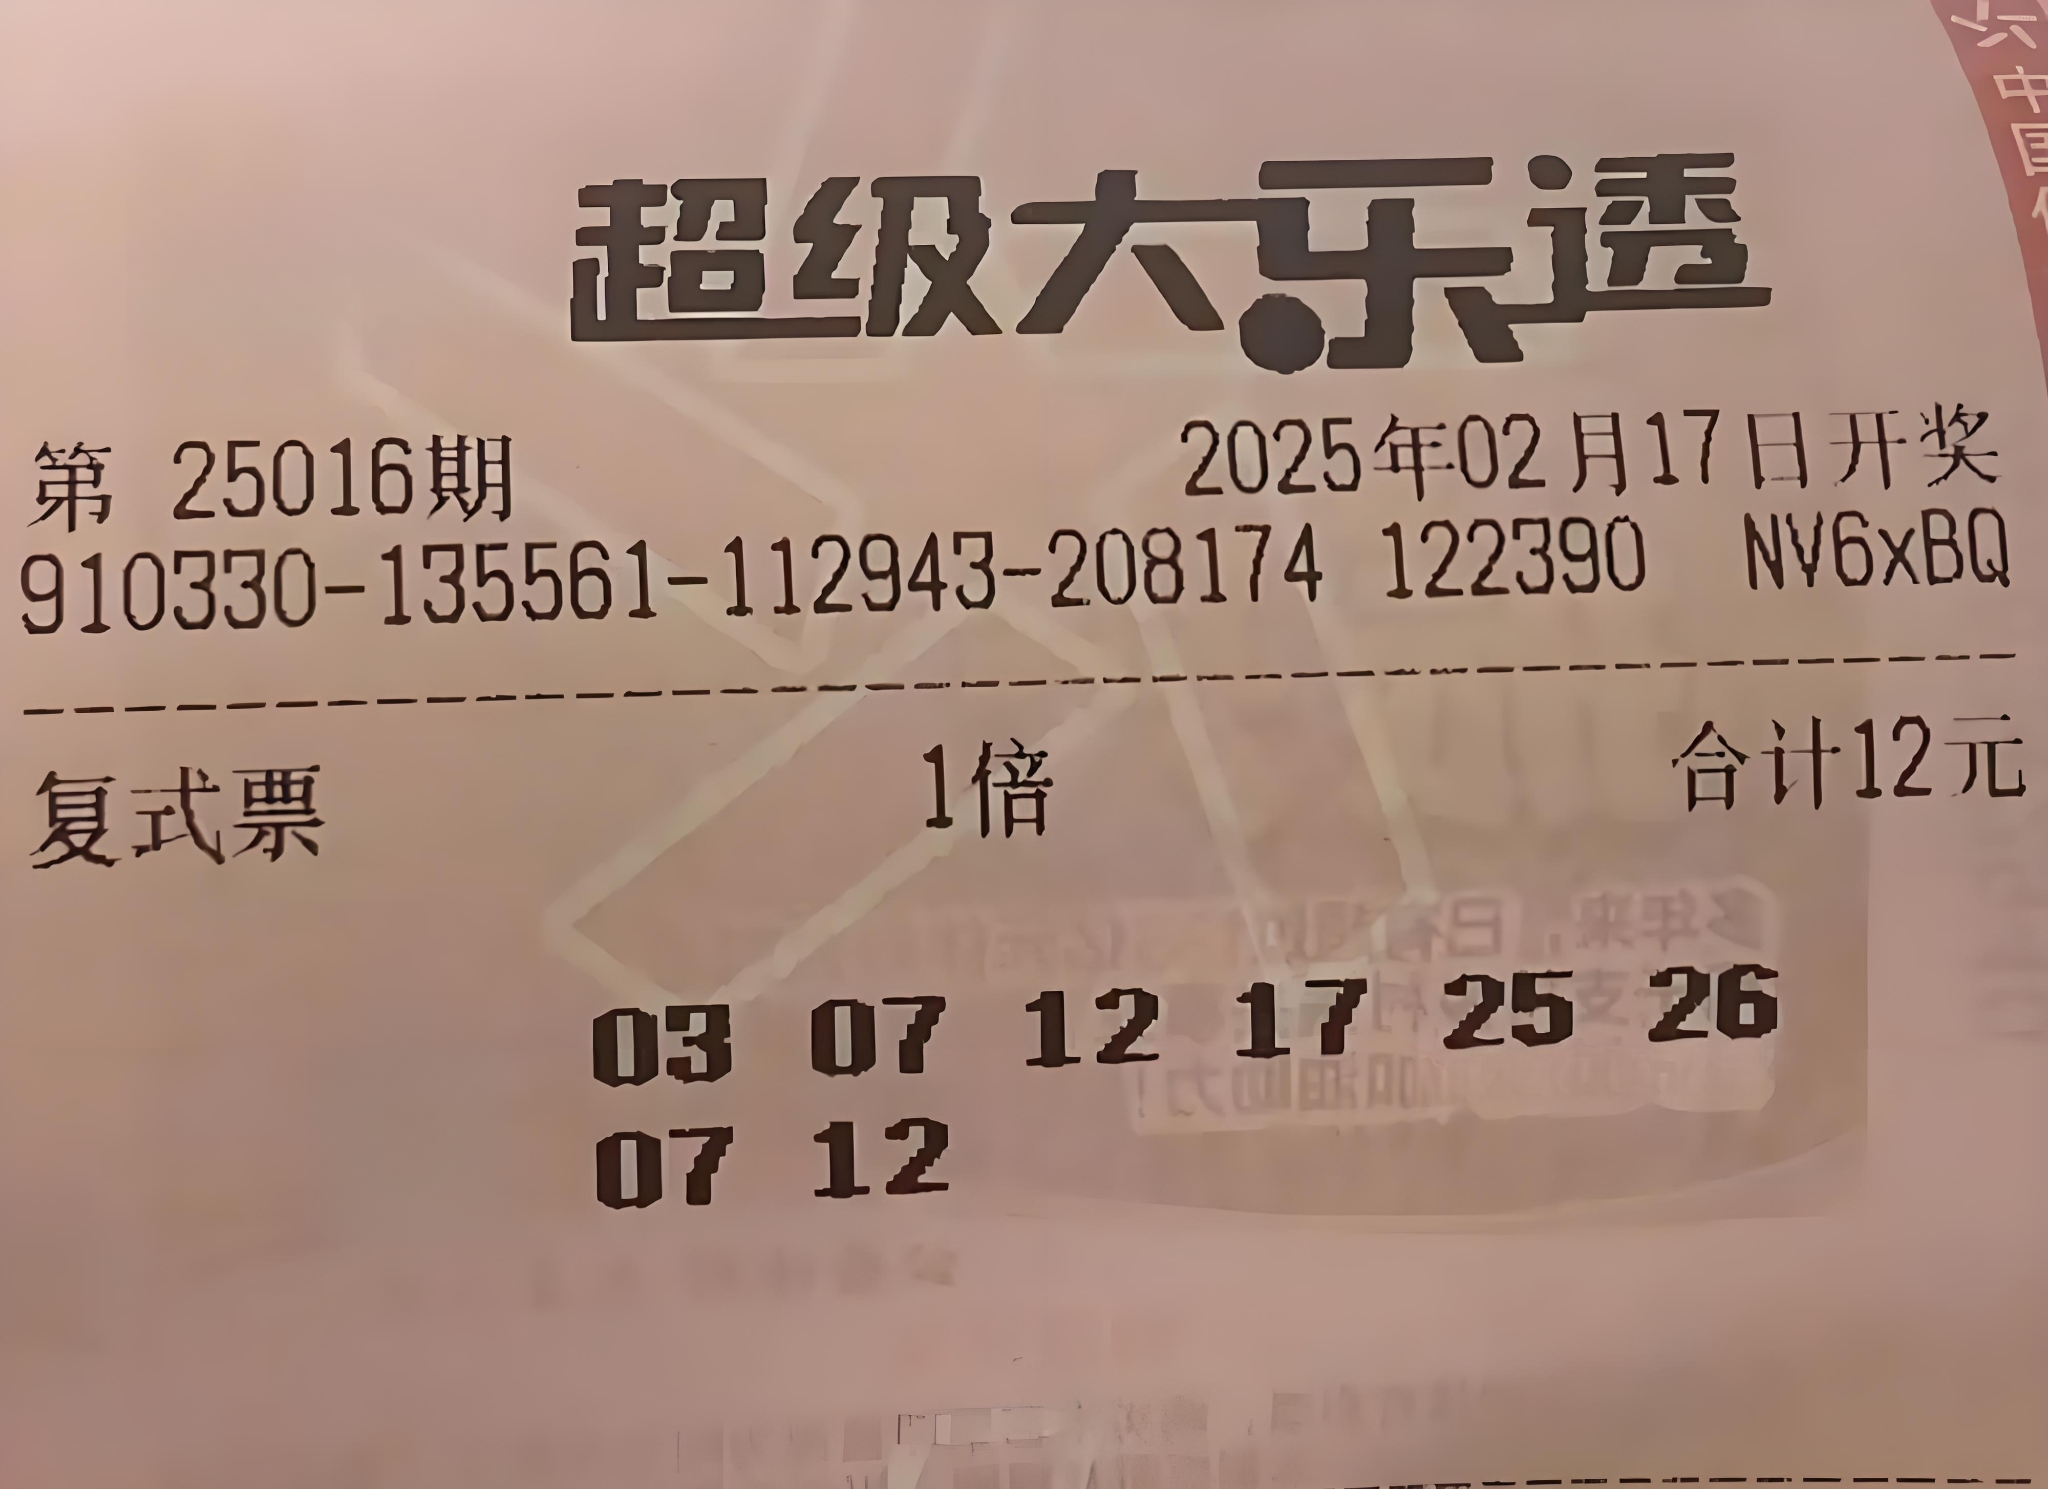 中国
超级大乐透
第 25016期 2025年02月17日开奖
910330-135561-112943-208174 122390 NV6xBQ
复式票 1倍 合计12元
03 07 12 17 25 26
07 12